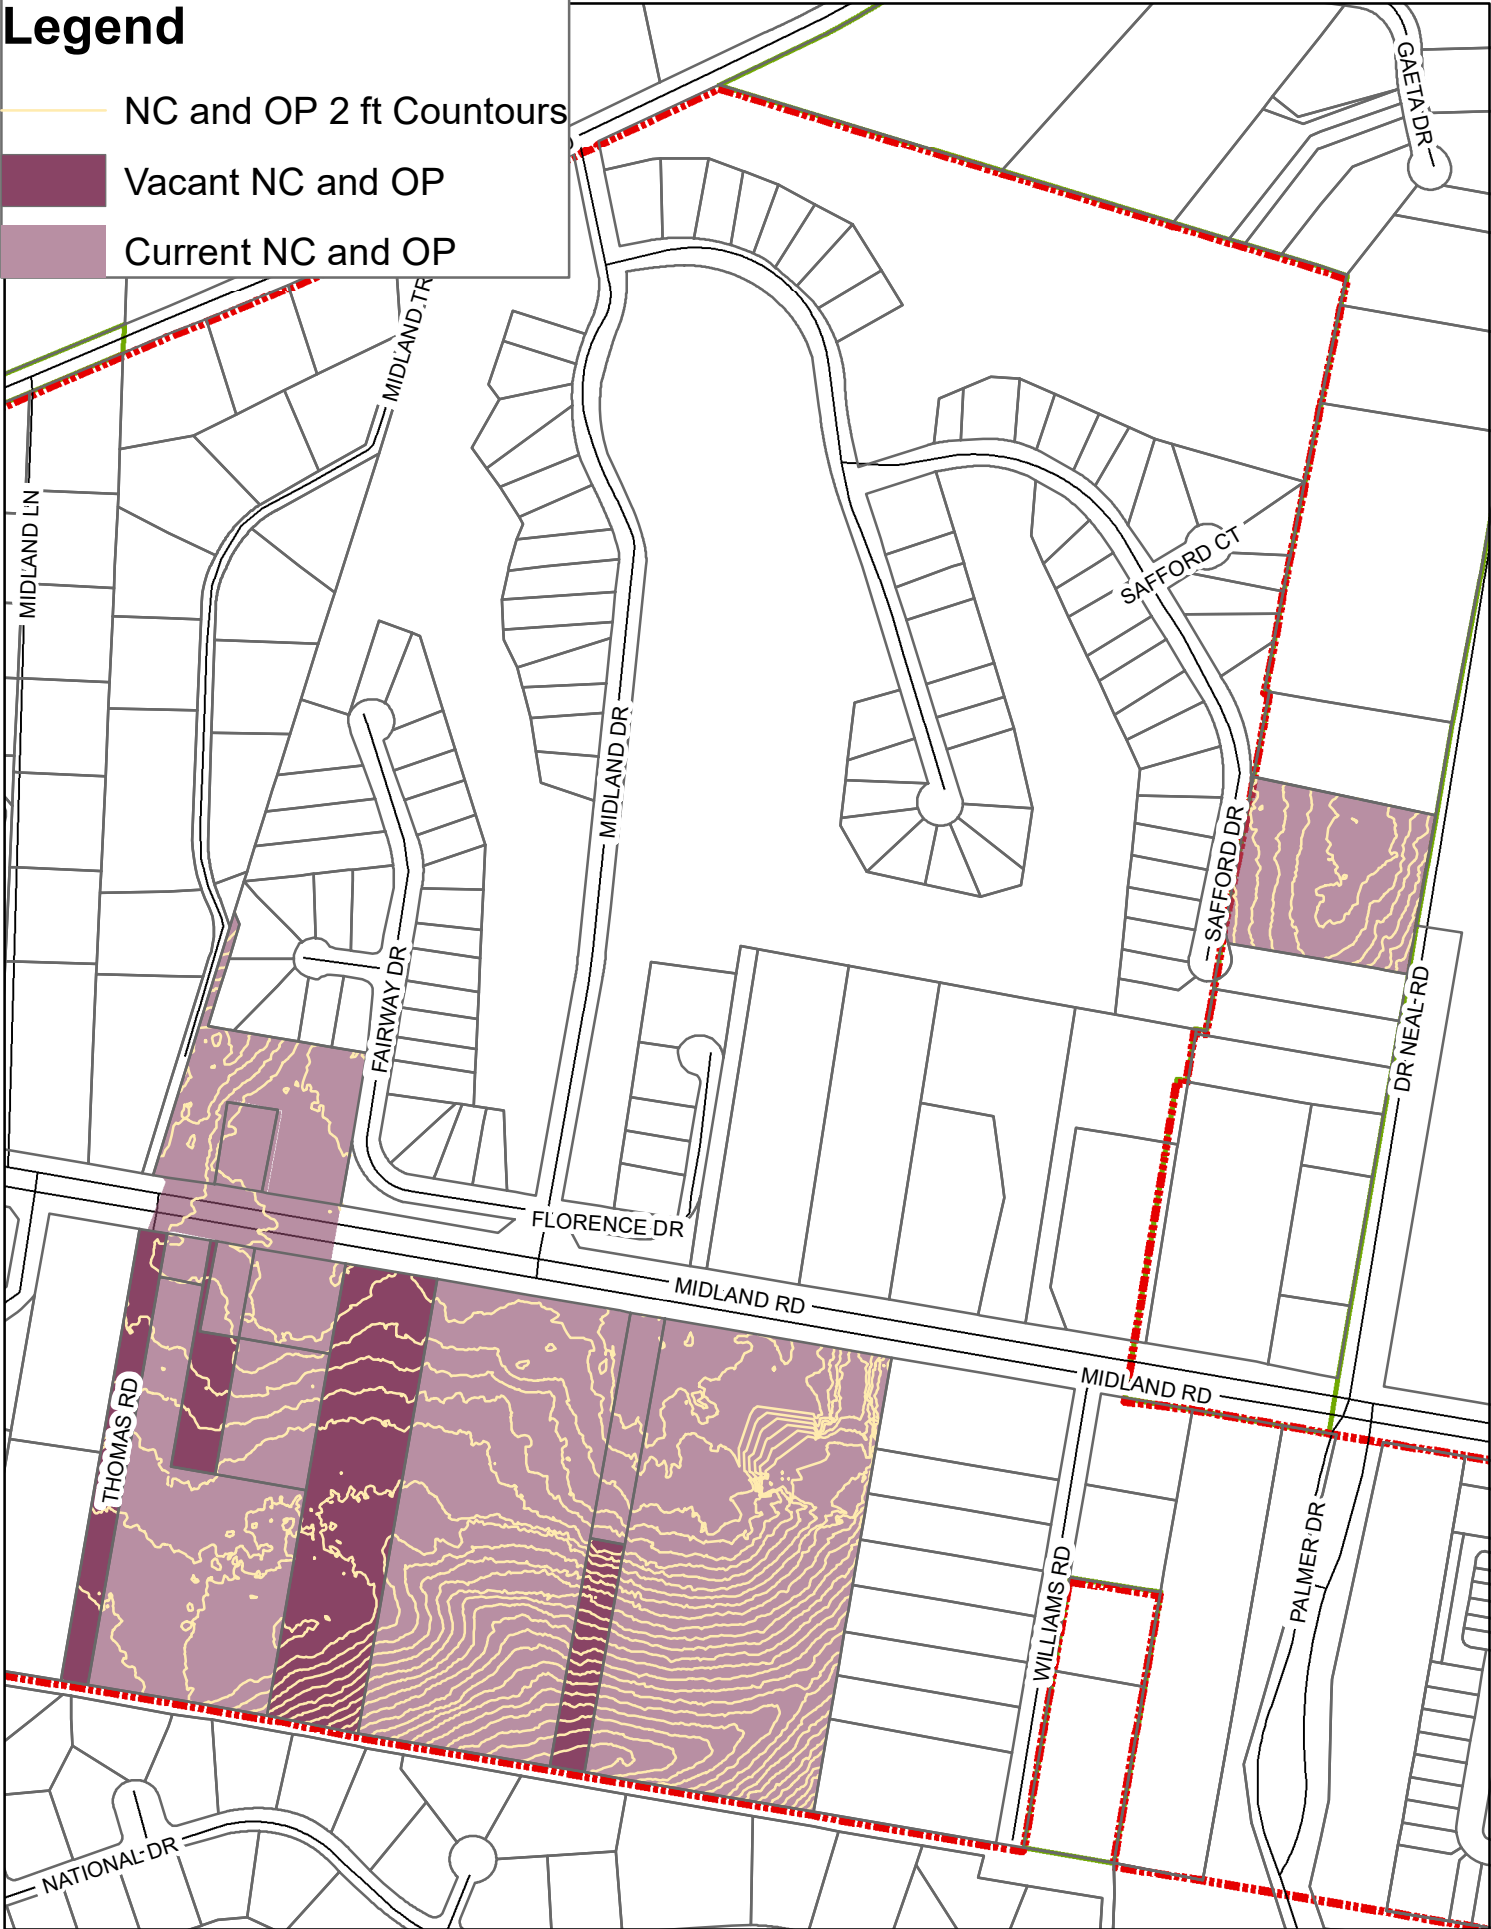 Legend
NC and OP 2 ft Countours
Vacant NC and OP
Current NC and OP
GAETA DR
MIDLAND TR
MIDLAND LN
SAFFORD CT
MIDLAND DR
SAFFORD DR
FAIRWAY DR
DR NEAL RD
FLORENCE DR
MIDLAND RD
MIDLAND RD
THOMAS RD
PALMER DR
WILLIAMS RD
NATIONAL DR